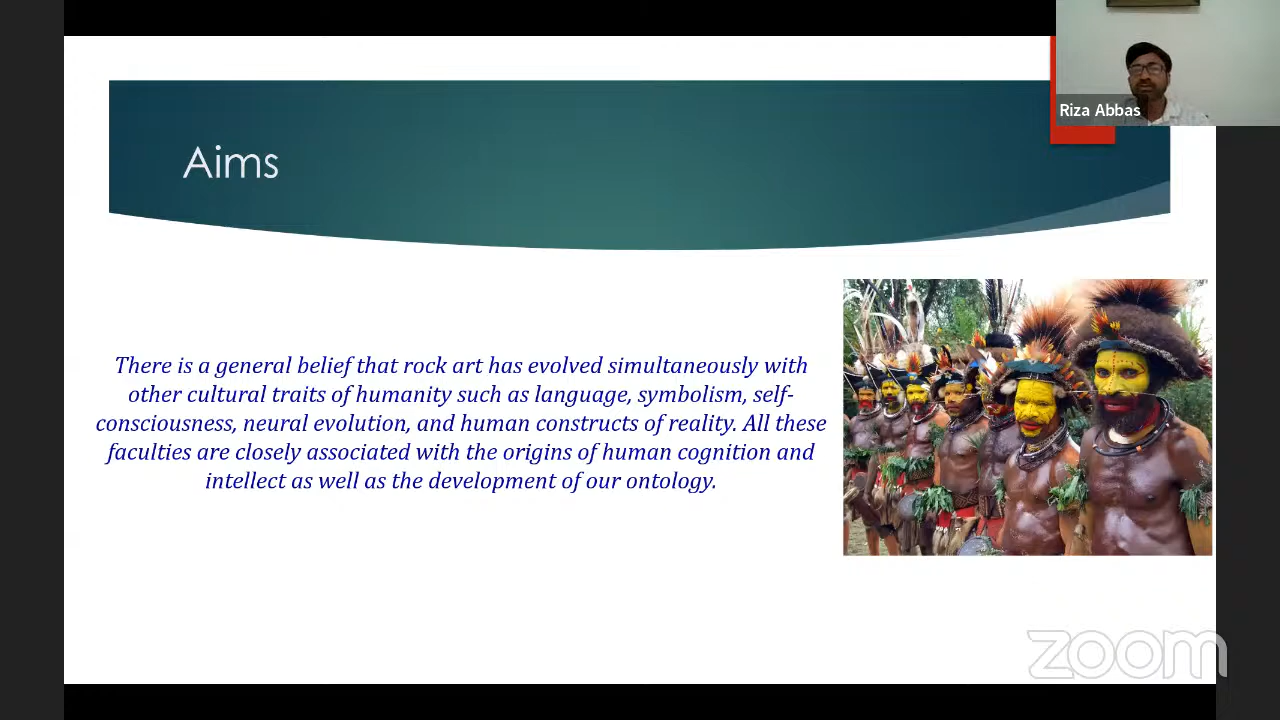 Riza Abbas
Aims
There is a general belief that rock art has evolved simultaneously with
other cultural traits of humanity such as language, symbolism, self-
consciousness, neural evolution, and human constructs of reality. All these
faculties are closely associated with the origins of human cognition and
intellect as well as the development of our ontology.
zoom